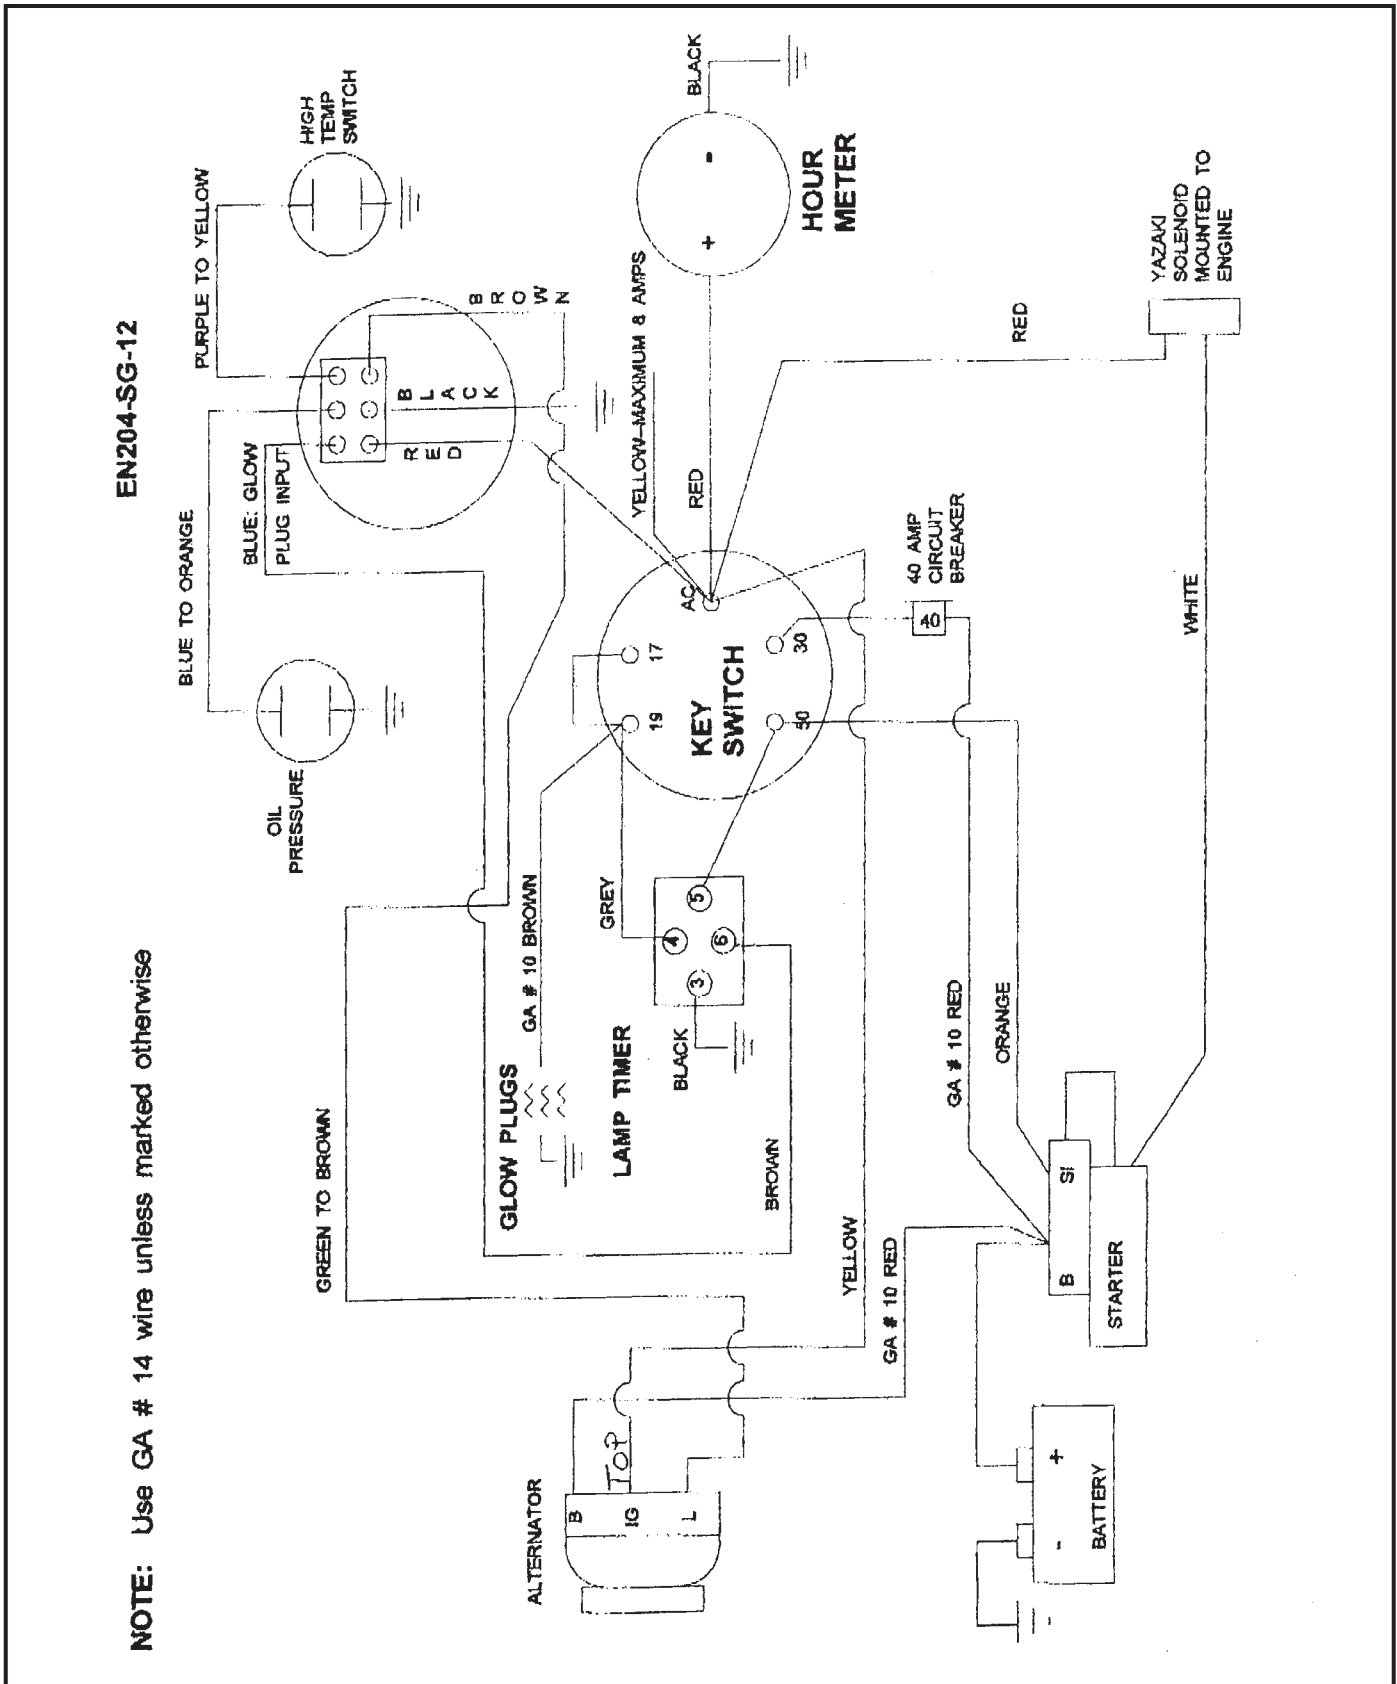 EN204-SG-12
NOTE: Use GA # 14 wire unless marked otherwise
BLUE TO ORANGE
PURPLE TO YELLOW
HIGH
TEMP
SWITCH
OIL
PRESSURE
BLUE: GLOW
PLUG INPUT
RED
BLACK
BROWN
GREEN TO BROWN
GLOW PLUGS
GA # 10 BROWN
GREY
LAMP TIMER
BLACK
3
4
5
6
BROWN
KEY
SWITCH
19
17
AC
30
50
YELLOW-MAXIMUM 8 AMPS
RED
HOUR
METER
+
-
BLACK
40 AMP
CIRCUIT
BREAKER
40
RED
YAZAKI
SOLENOID
MOUNTED TO
ENGINE
WHITE
ALTERNATOR
B
IG
L
TOP
YELLOW
GA # 10 RED
GA # 10 RED
ORANGE
B
SI
STARTER
-
+
BATTERY